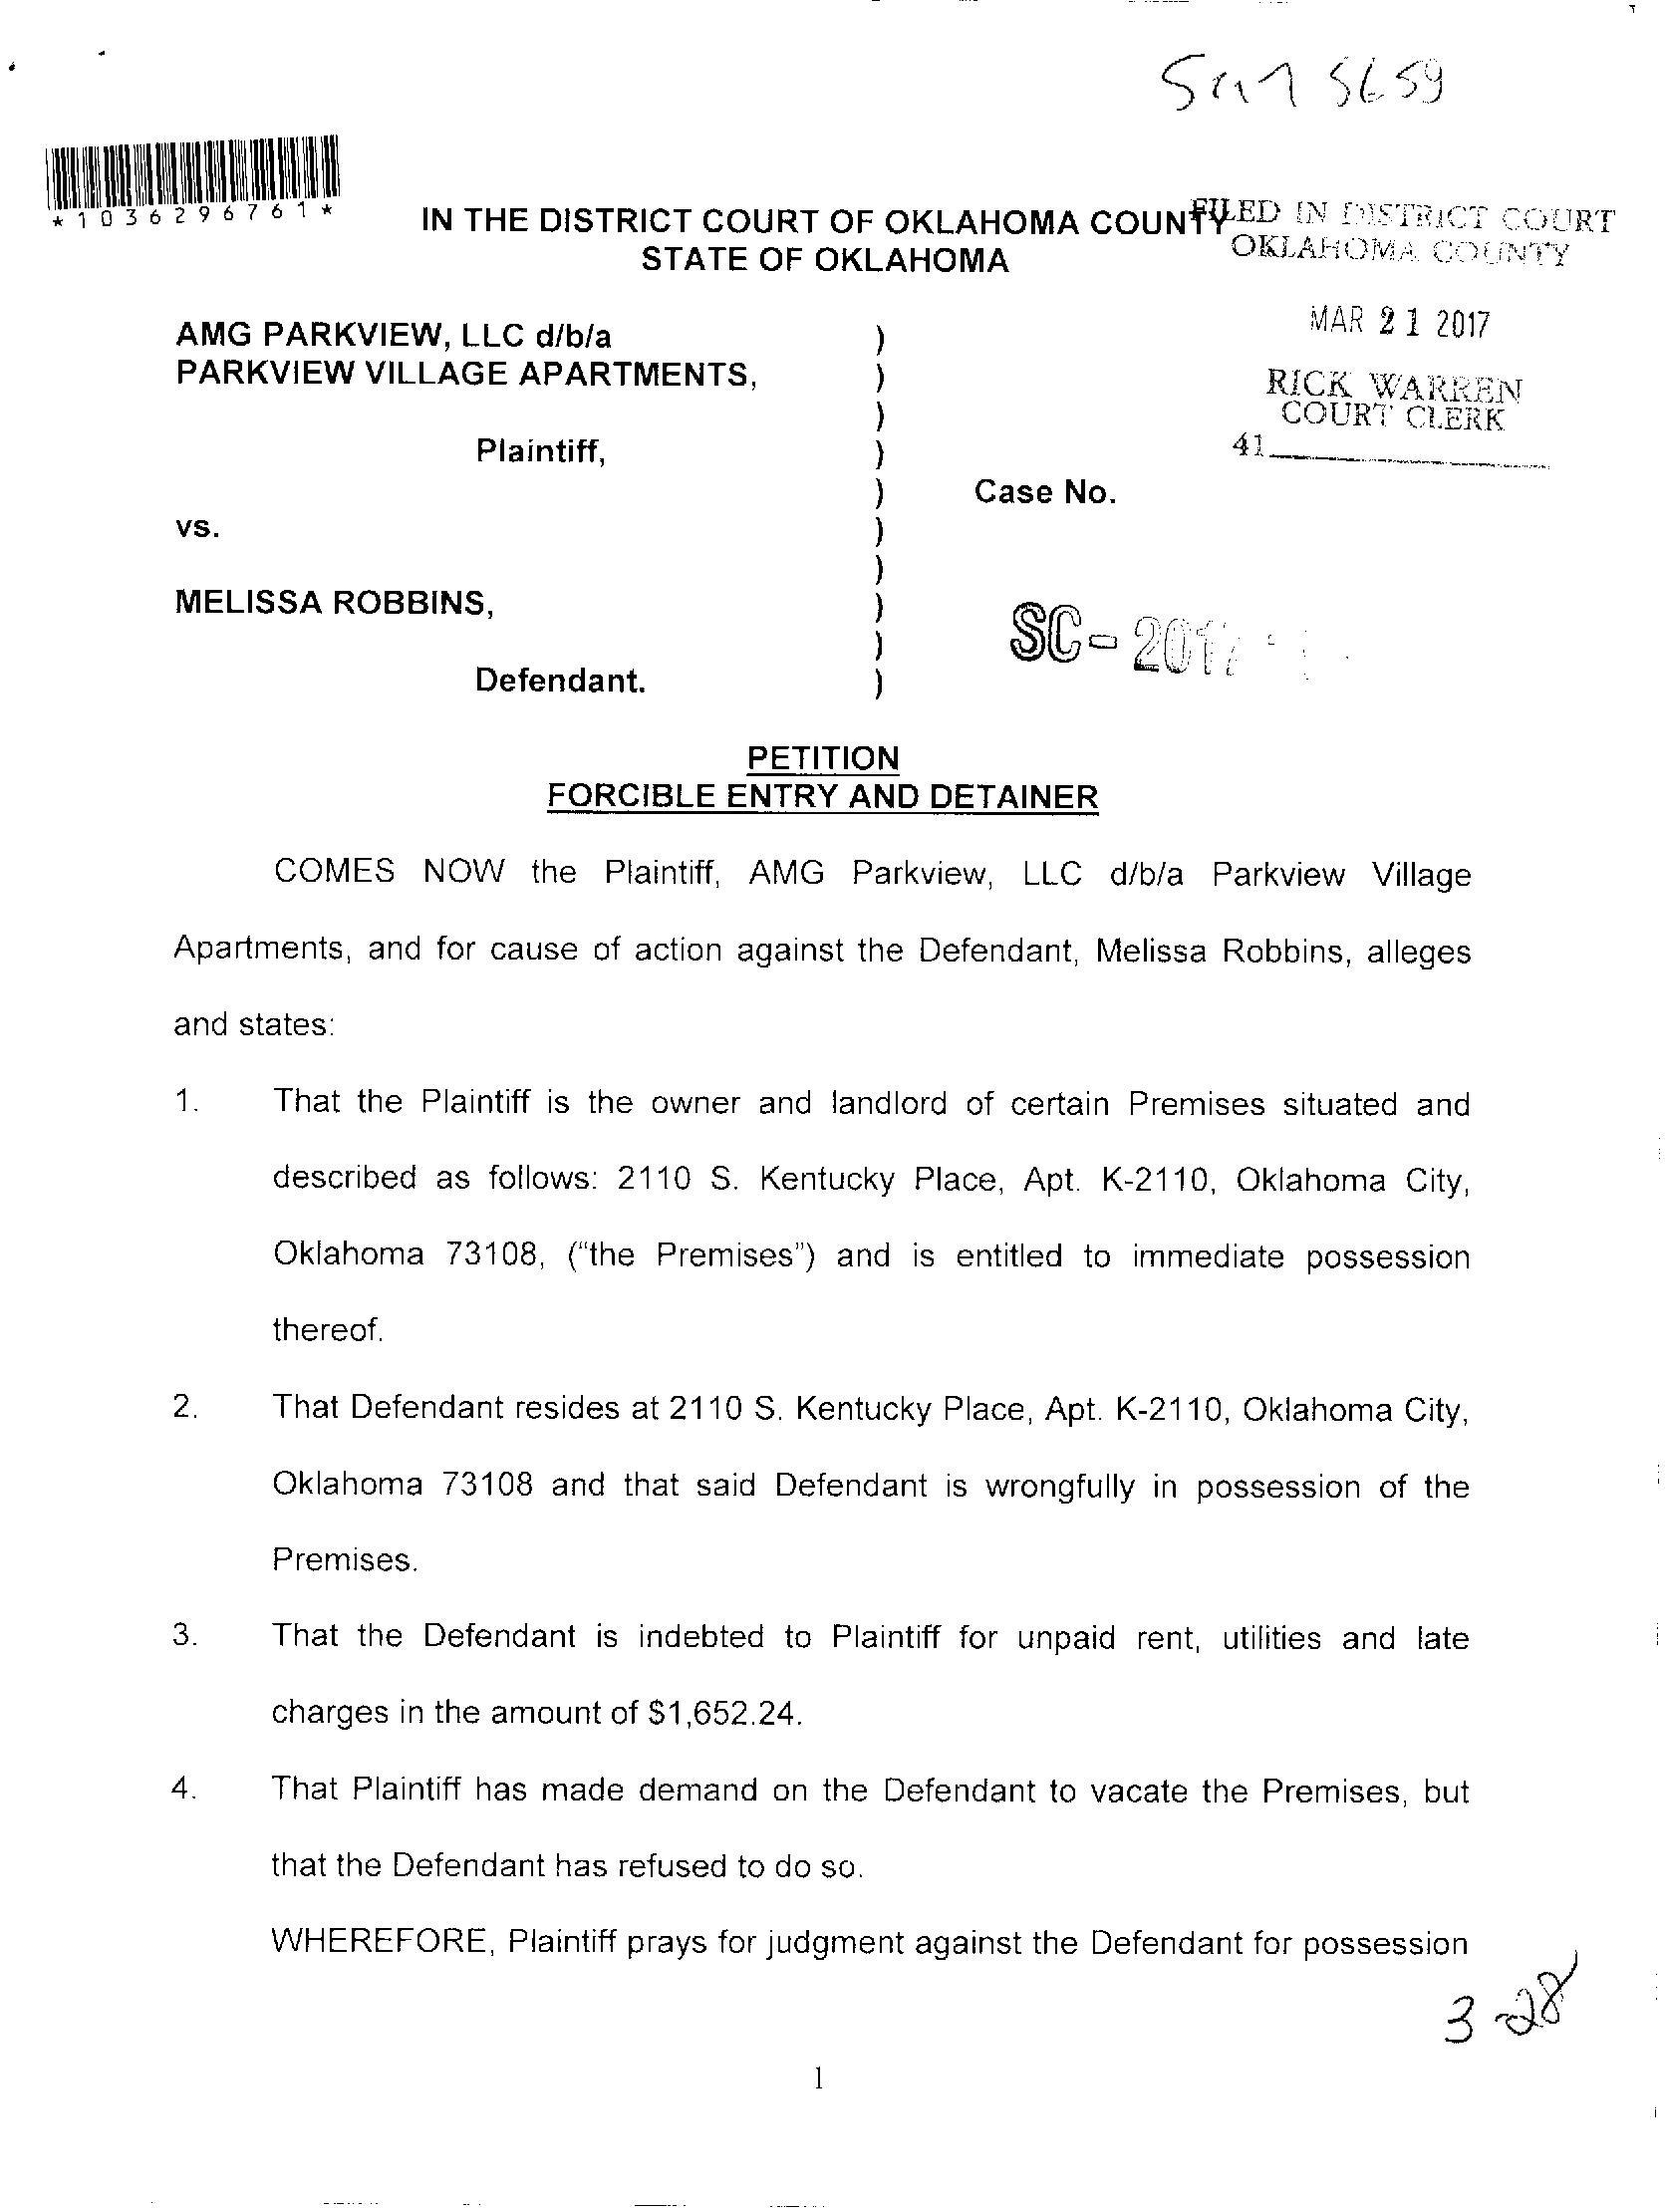 *1036296761*
IN THE DISTRICT COURT OF OKLAHOMA COUNTY
STATE OF OKLAHOMA
FILED IN DISTRICT COURT
OKLAHOMA COUNTY
MAR 21 2017
RICK WARREN
COURT CLERK
41
AMG PARKVIEW, LLC d/b/a )
PARKVIEW VILLAGE APARTMENTS, )
)
Plaintiff, )
) Case No.
vs. )
)
MELISSA ROBBINS, )
) SC-2017-
Defendant. )
PETITION
FORCIBLE ENTRY AND DETAINER
COMES NOW the Plaintiff, AMG Parkview, LLC d/b/a Parkview Village
Apartments, and for cause of action against the Defendant, Melissa Robbins, alleges
and states:
1. That the Plaintiff is the owner and landlord of certain Premises situated and
described as follows: 2110 S. Kentucky Place, Apt. K-2110, Oklahoma City,
Oklahoma 73108, (“the Premises”) and is entitled to immediate possession
thereof.
2. That Defendant resides at 2110 S. Kentucky Place, Apt. K-2110, Oklahoma City,
Oklahoma 73108 and that said Defendant is wrongfully in possession of the
Premises.
3. That the Defendant is indebted to Plaintiff for unpaid rent, utilities and late
charges in the amount of $1,652.24.
4. That Plaintiff has made demand on the Defendant to vacate the Premises, but
that the Defendant has refused to do so.
WHEREFORE, Plaintiff prays for judgment against the Defendant for possession
3-28
1